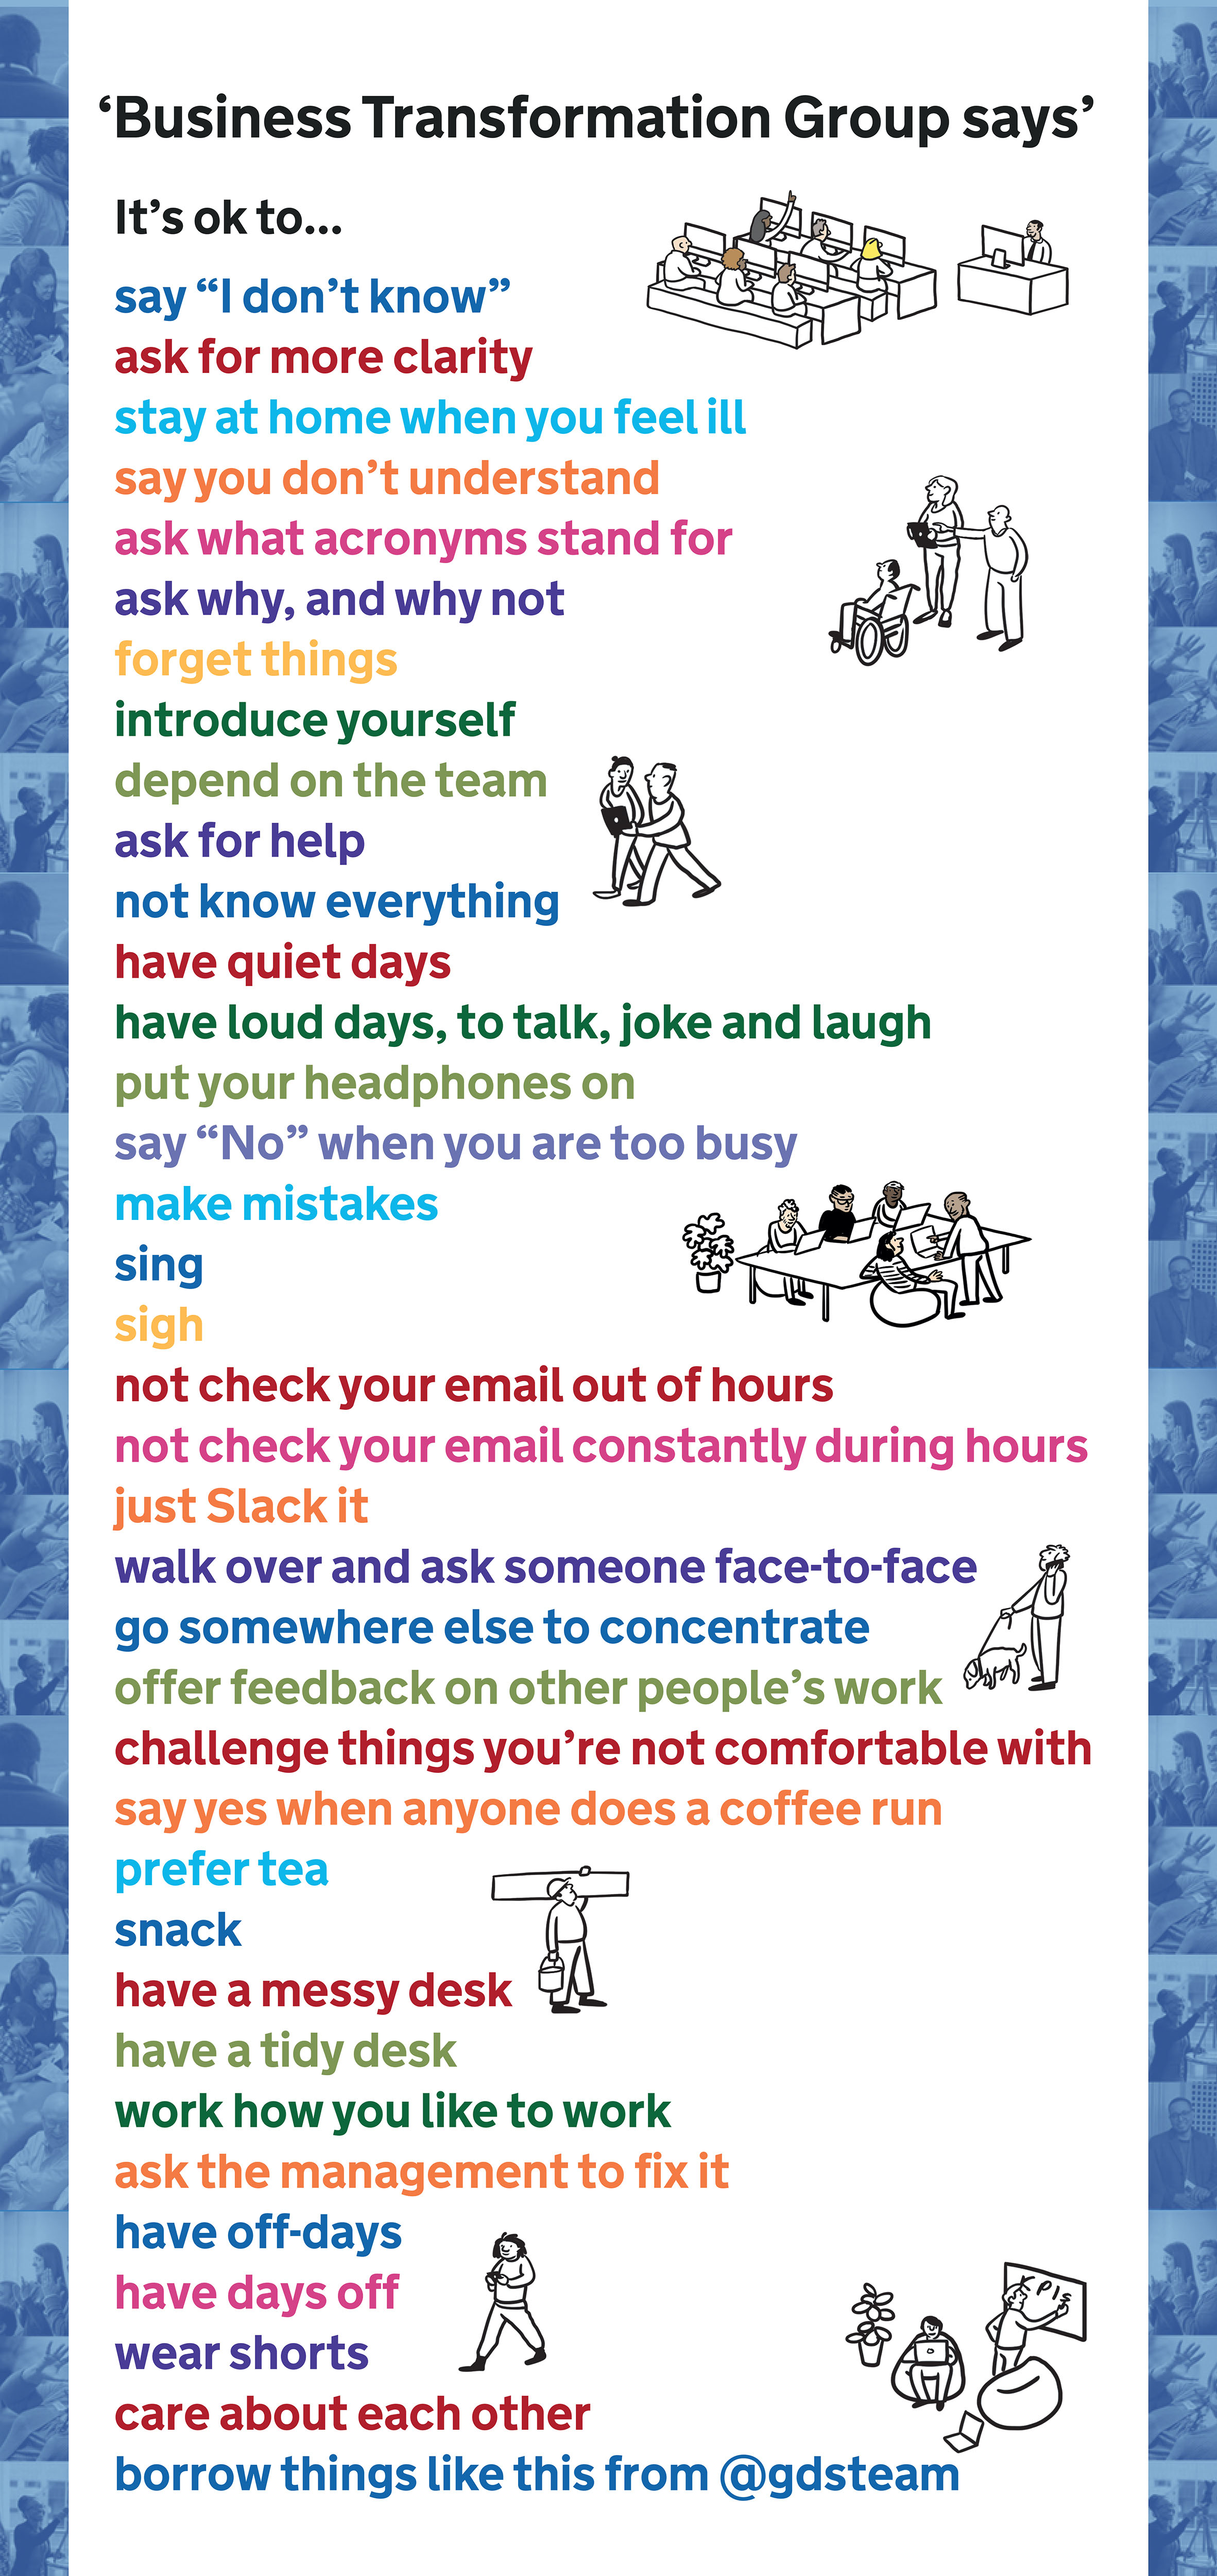 ‘Business Transformation Group says’
It’s ok to...
say “I don’t know”
ask for more clarity
stay at home when you feel ill
say you don’t understand
ask what acronyms stand for
ask why, and why not
forget things
introduce yourself
depend on the team
ask for help
not know everything
have quiet days
have loud days, to talk, joke and laugh
put your headphones on
say “No” when you are too busy
make mistakes
sing
sigh
not check your email out of hours
not check your email constantly during hours
just Slack it
walk over and ask someone face-to-face
go somewhere else to concentrate
offer feedback on other people’s work
challenge things you’re not comfortable with
say yes when anyone does a coffee run
prefer tea
snack
have a messy desk
have a tidy desk
work how you like to work
ask the management to fix it
have off-days
have days off
wear shorts
KPIs
care about each other
borrow things like this from @gdsteam